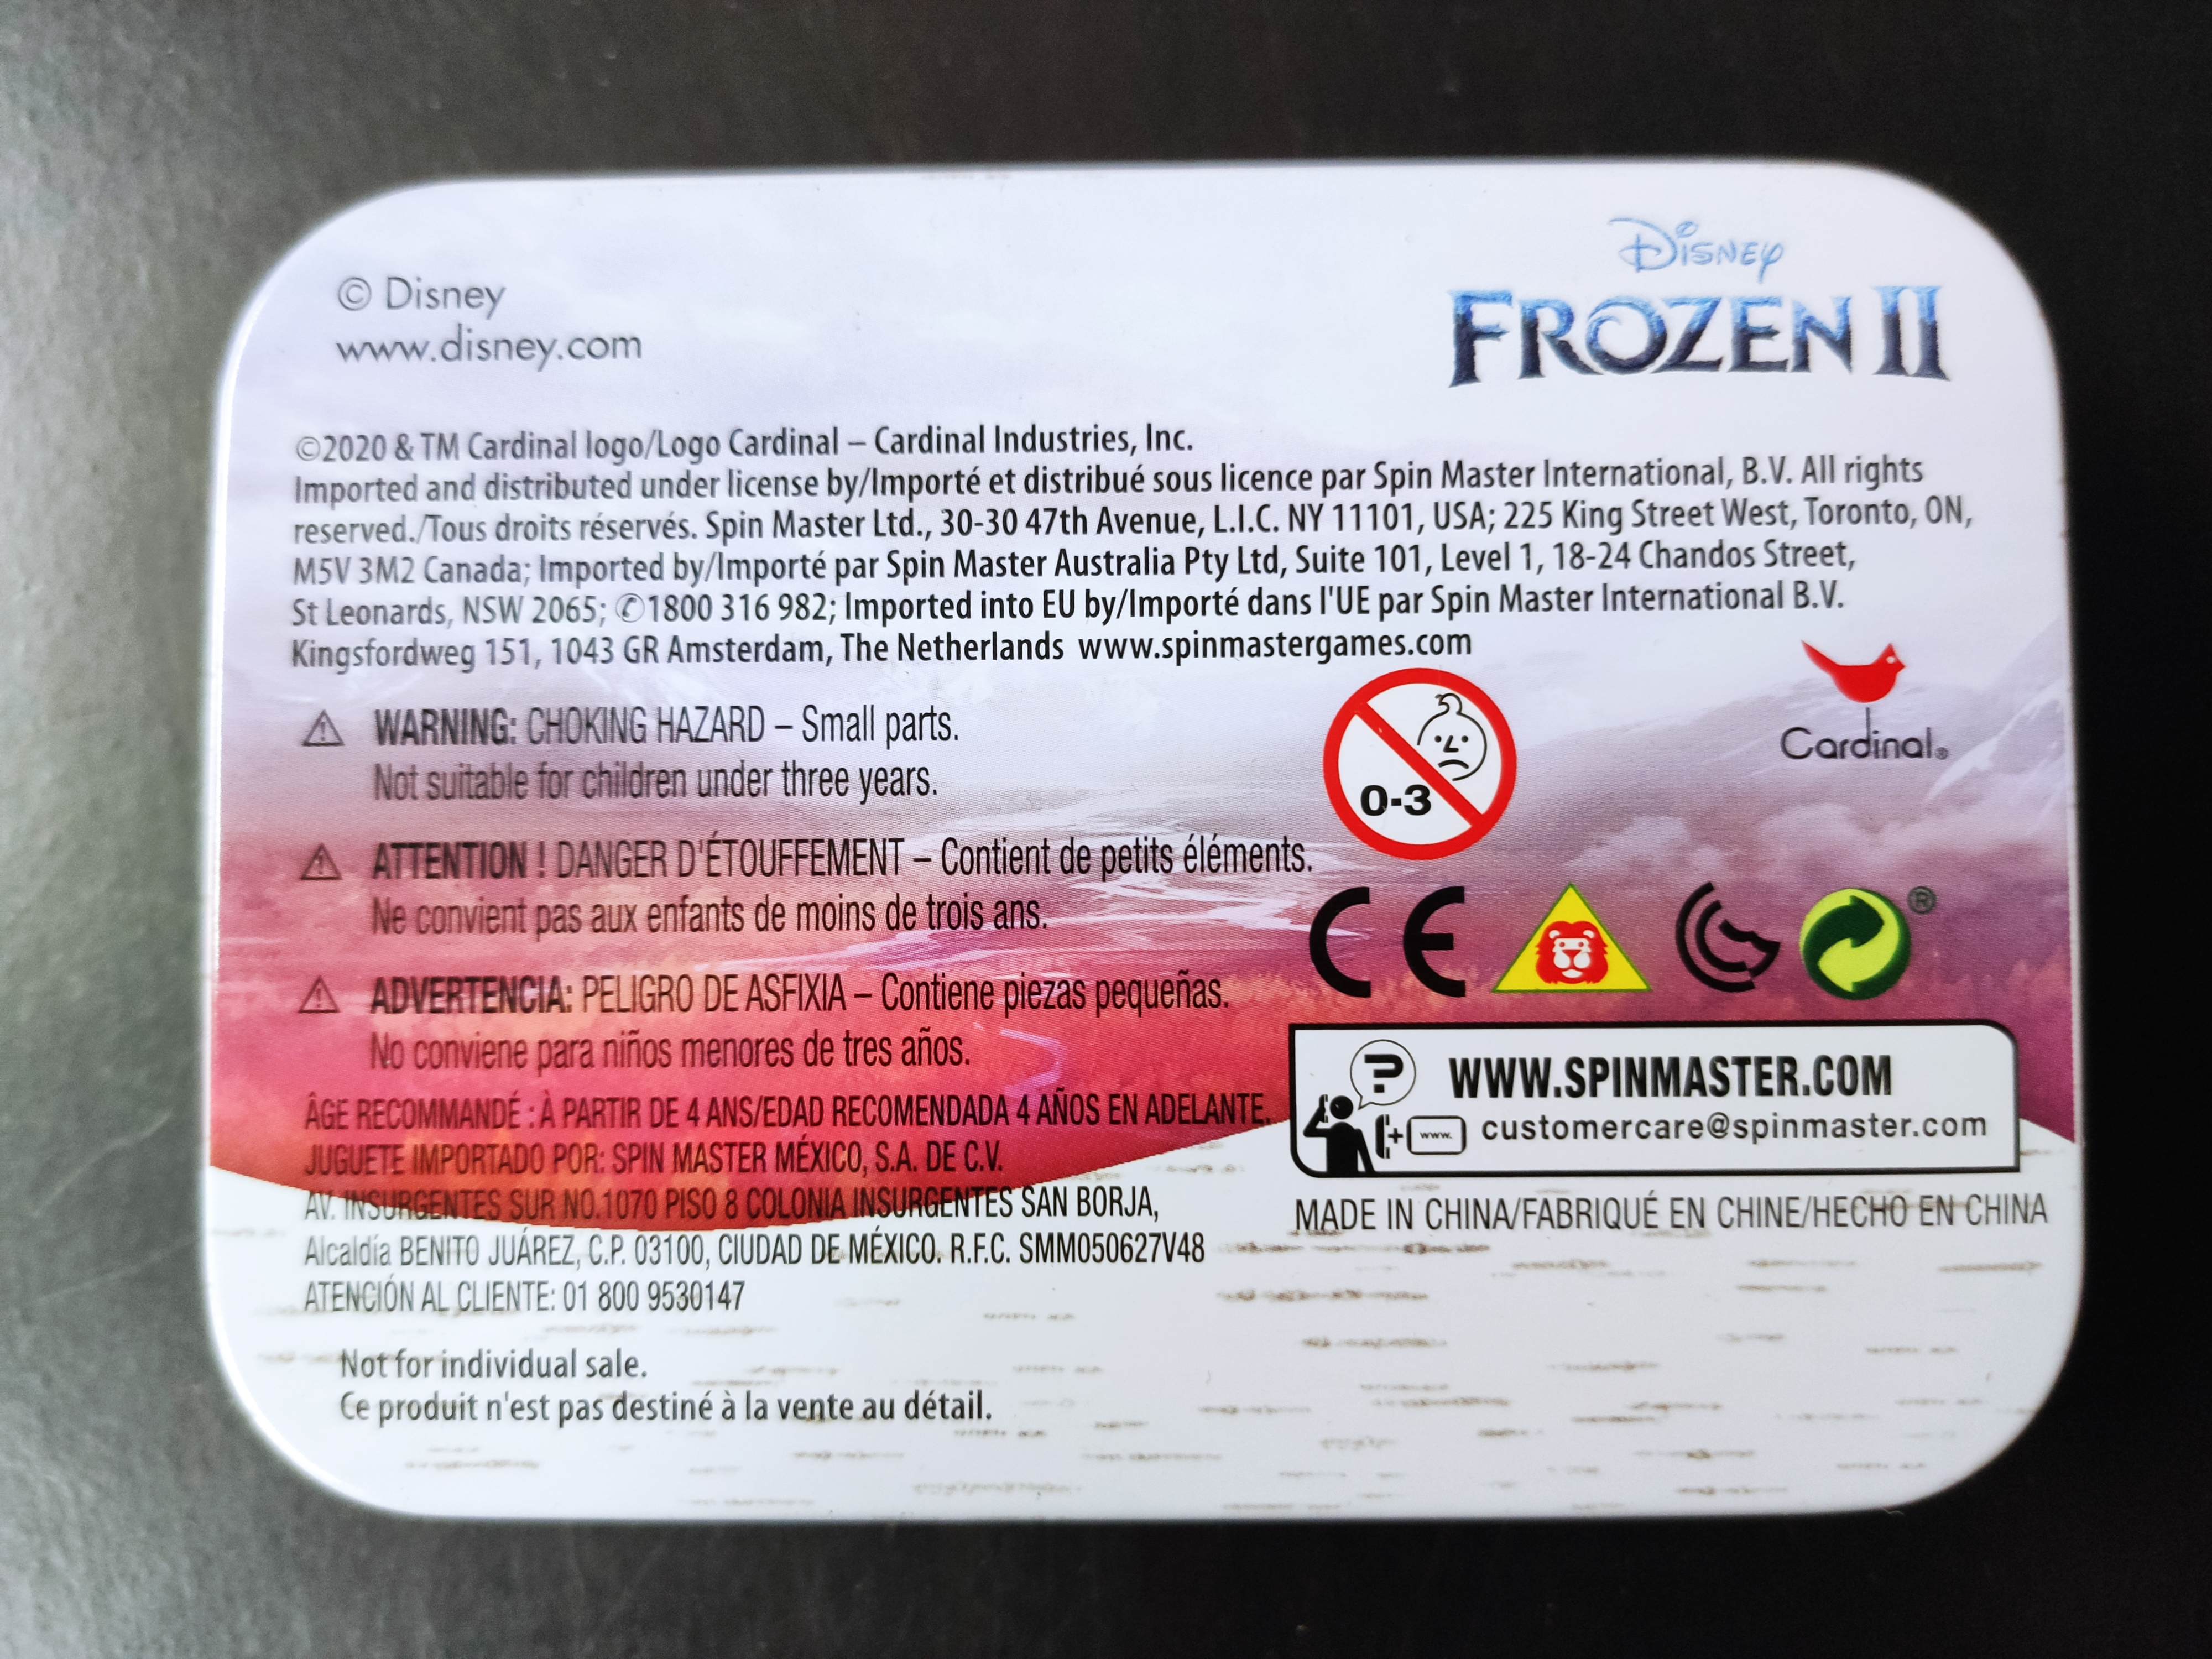 © Disney
www.disney.com
Disney
FROZEN II
©2020 & TM Cardinal logo/Logo Cardinal – Cardinal Industries, Inc.
Imported and distributed under license by/Importé et distribué sous licence par Spin Master International, B.V. All rights
reserved./Tous droits réservés. Spin Master Ltd., 30-30 47th Avenue, L.I.C. NY 11101, USA; 225 King Street West, Toronto, ON,
M5V 3M2 Canada; Imported by/Importé par Spin Master Australia Pty Ltd, Suite 101, Level 1, 18-24 Chandos Street,
St Leonards, NSW 2065; ✆1800 316 982; Imported into EU by/Importé dans l'UE par Spin Master International B.V.
Kingsfordweg 151, 1043 GR Amsterdam, The Netherlands www.spinmastergames.com
⚠ WARNING: CHOKING HAZARD – Small parts.
Not suitable for children under three years.
⚠ ATTENTION ! DANGER D'ÉTOUFFEMENT – Contient de petits éléments.
Ne convient pas aux enfants de moins de trois ans.
⚠ ADVERTENCIA: PELIGRO DE ASFIXIA – Contiene piezas pequeñas.
No conviene para niños menores de tres años.
ÂGE RECOMMANDÉ : À PARTIR DE 4 ANS/EDAD RECOMENDADA 4 AÑOS EN ADELANTE.
JUGUETE IMPORTADO POR: SPIN MASTER MÉXICO, S.A. DE C.V.
AV. INSURGENTES SUR NO.1070 PISO 8 COLONIA INSURGENTES SAN BORJA,
Alcaldía BENITO JUÁREZ, C.P. 03100, CIUDAD DE MÉXICO. R.F.C. SMM050627V48
ATENCIÓN AL CLIENTE: 01 800 9530147
Not for individual sale.
Ce produit n'est pas destiné à la vente au détail.
0-3
Cardinal®
CE
®
?
WWW.SPINMASTER.COM
+ www. customercare@spinmaster.com
MADE IN CHINA/FABRIQUÉ EN CHINE/HECHO EN CHINA